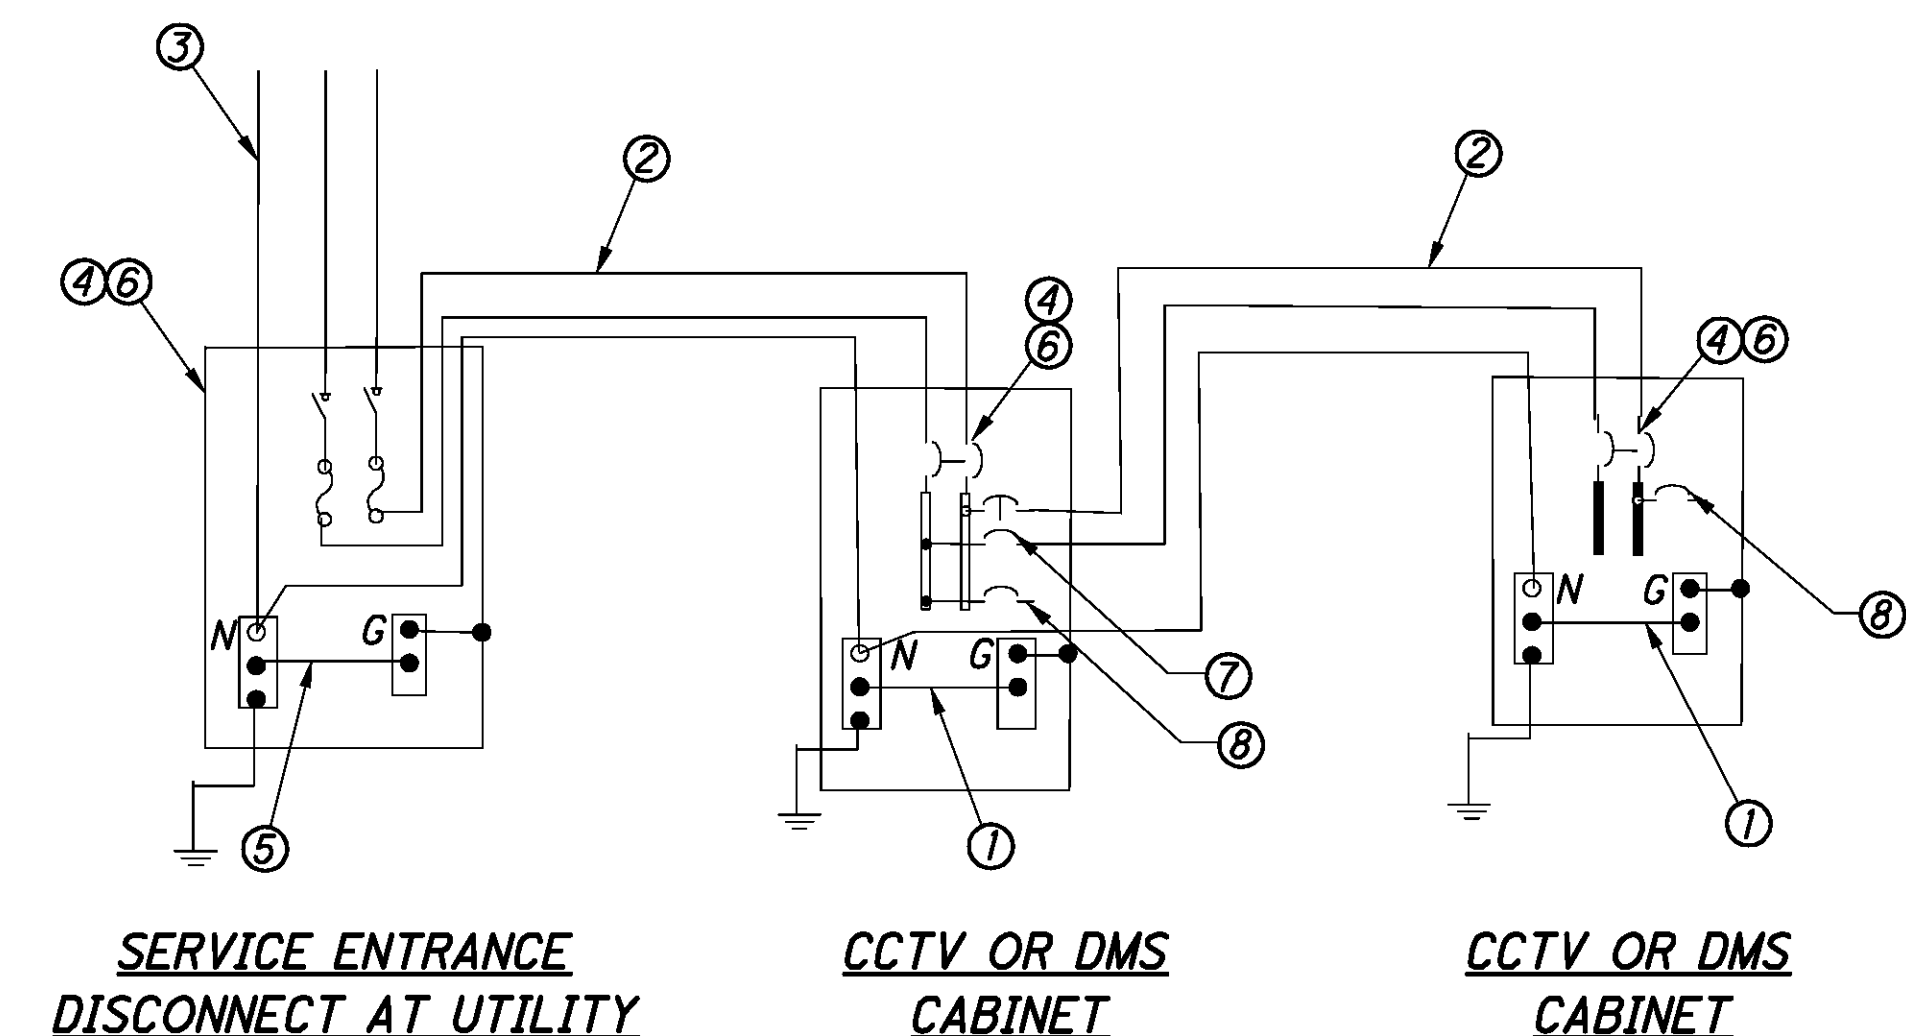 3
2
2
4 6
4
6
4 6
N
G
N
G
N
G
7
8
8
5
1
1
SERVICE ENTRANCE
DISCONNECT AT UTILITY
CCTV OR DMS
CABINET
CCTV OR DMS
CABINET